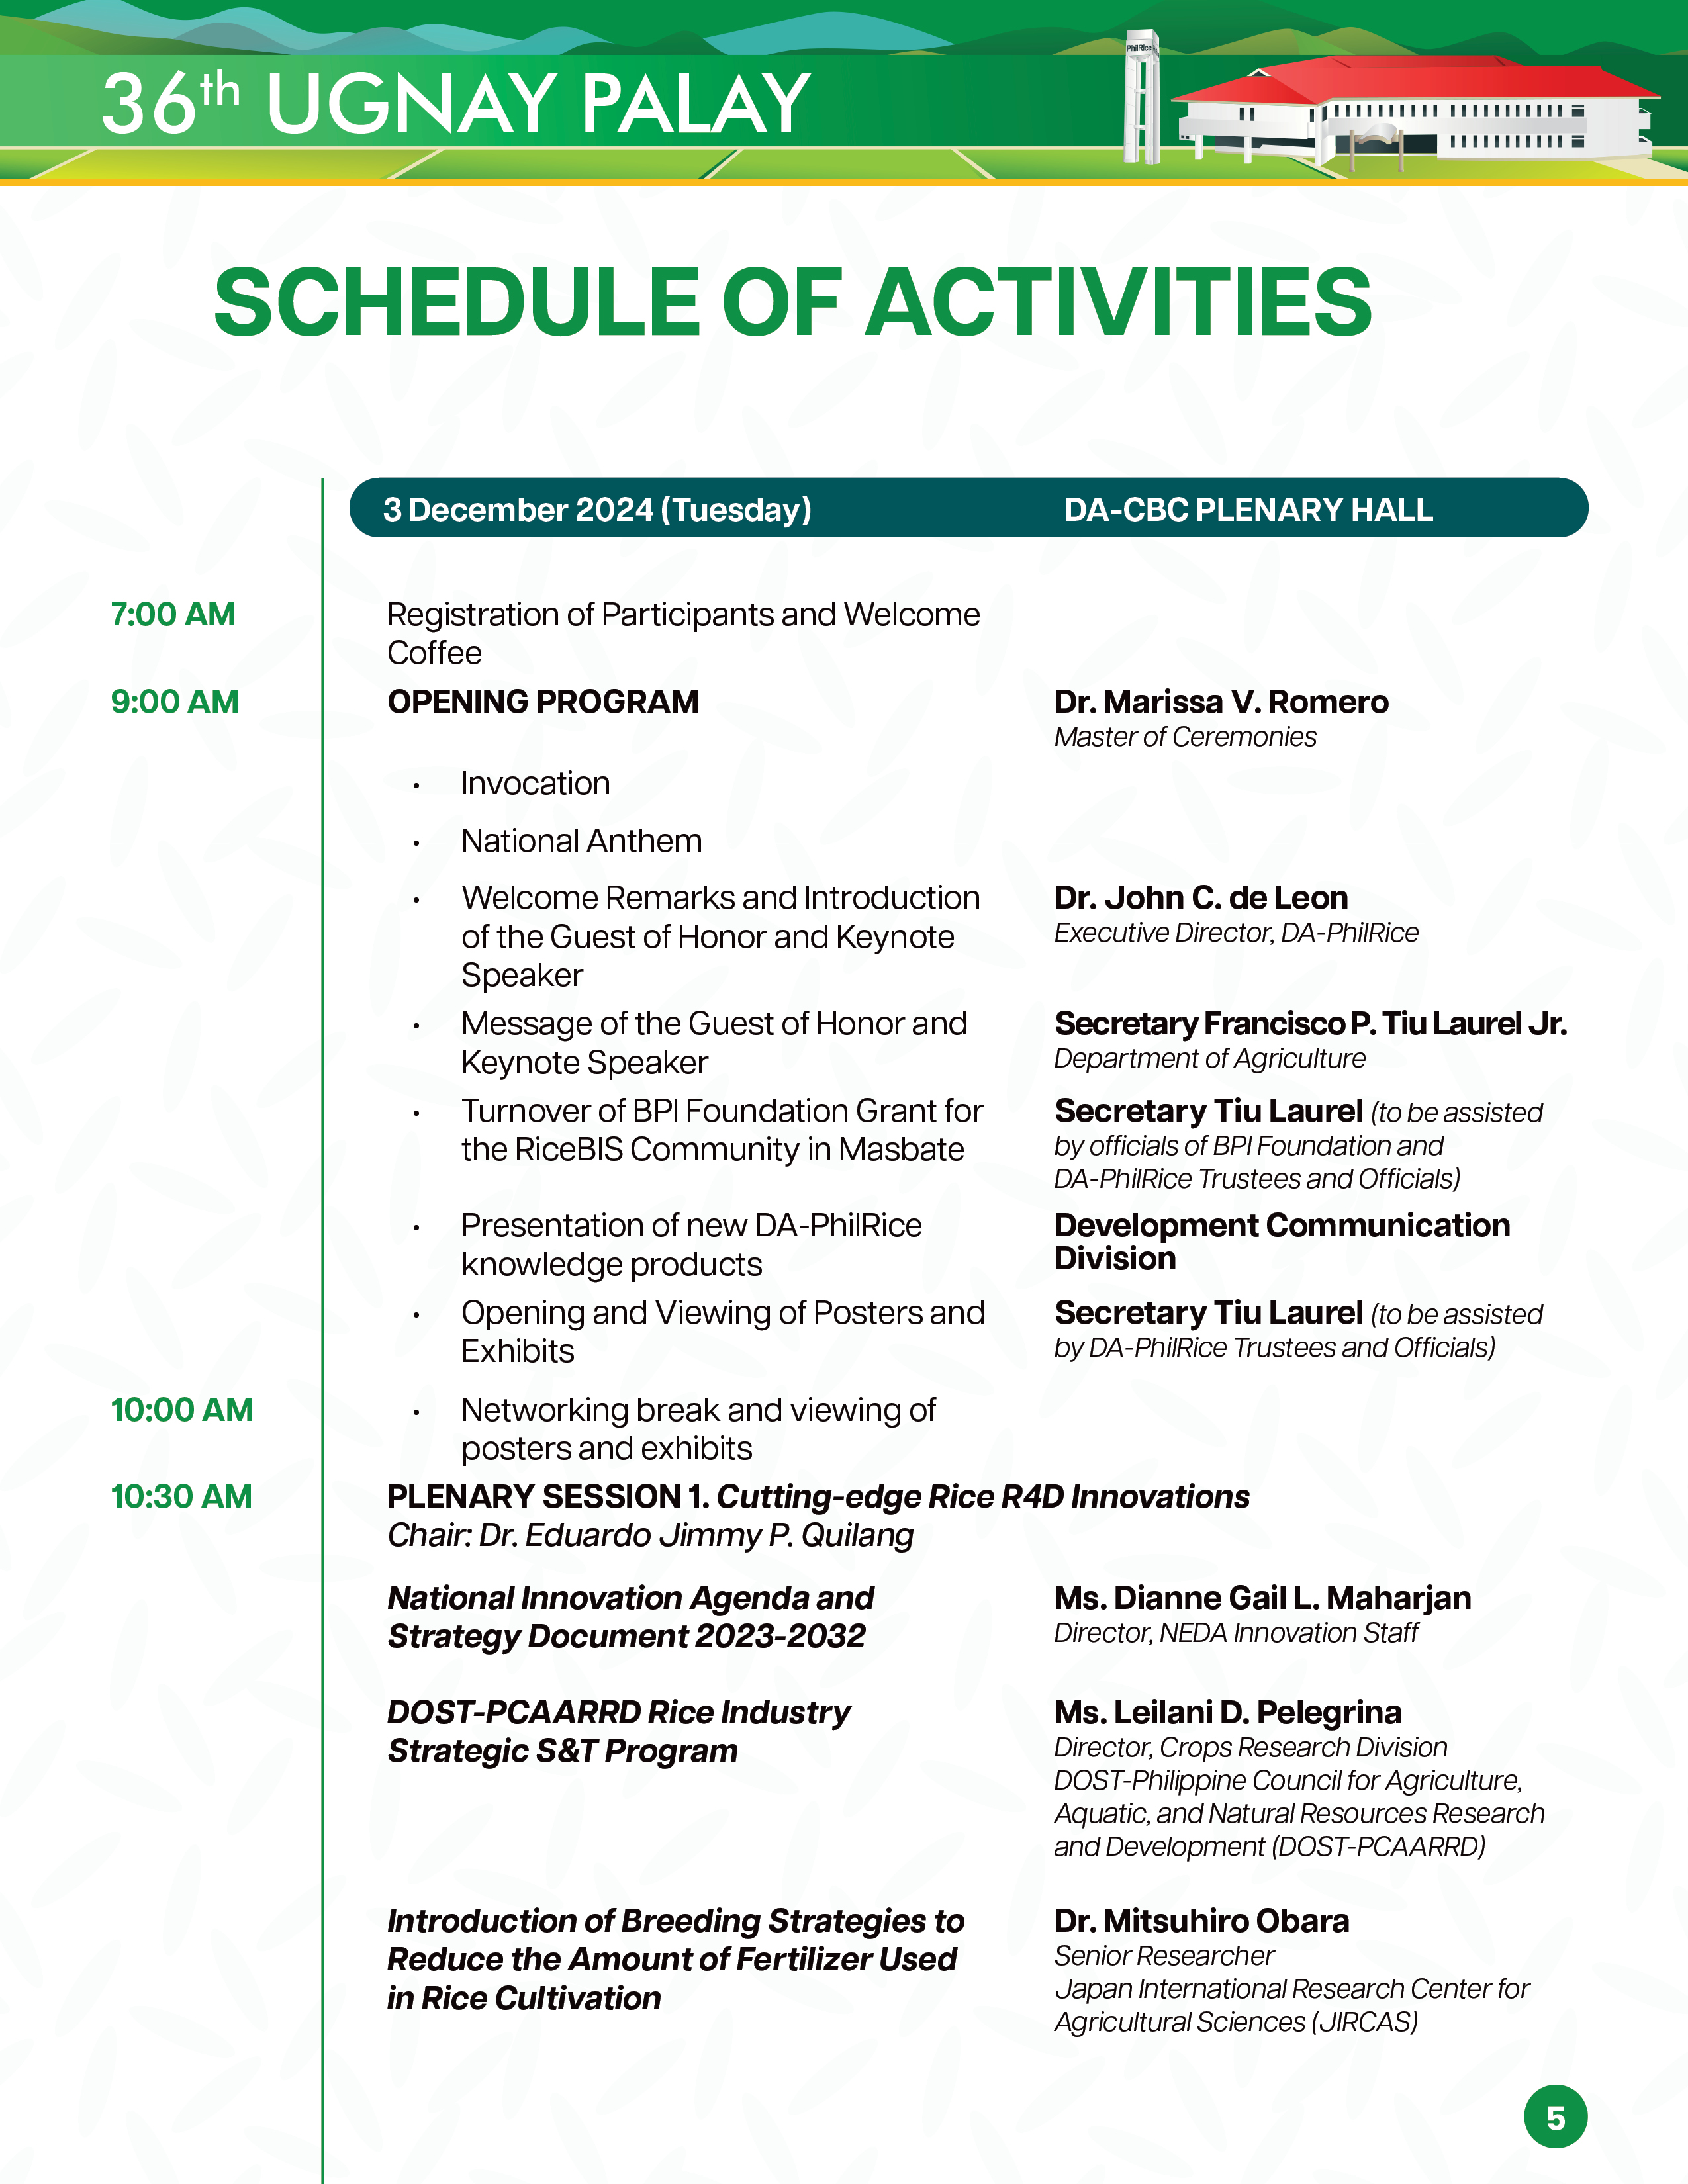 36th UGNAY PALAY
PhilRice
SCHEDULE OF ACTIVITIES
3 December 2024 (Tuesday) DA-CBC PLENARY HALL
7:00 AM Registration of Participants and Welcome
Coffee
9:00 AM OPENING PROGRAM Dr. Marissa V. Romero
Master of Ceremonies
• Invocation
• National Anthem
• Welcome Remarks and Introduction Dr. John C. de Leon
of the Guest of Honor and Keynote Executive Director, DA-PhilRice
Speaker
• Message of the Guest of Honor and Secretary Francisco P. Tiu Laurel Jr.
Keynote Speaker Department of Agriculture
• Turnover of BPI Foundation Grant for Secretary Tiu Laurel (to be assisted
the RiceBIS Community in Masbate by officials of BPI Foundation and
DA-PhilRice Trustees and Officials)
• Presentation of new DA-PhilRice Development Communication
knowledge products Division
• Opening and Viewing of Posters and Secretary Tiu Laurel (to be assisted
Exhibits by DA-PhilRice Trustees and Officials)
10:00 AM • Networking break and viewing of
posters and exhibits
10:30 AM PLENARY SESSION 1. Cutting-edge Rice R4D Innovations
Chair: Dr. Eduardo Jimmy P. Quilang
National Innovation Agenda and Ms. Dianne Gail L. Maharjan
Strategy Document 2023-2032 Director, NEDA Innovation Staff
DOST-PCAARRD Rice Industry Ms. Leilani D. Pelegrina
Strategic S&T Program Director, Crops Research Division
DOST-Philippine Council for Agriculture,
Aquatic, and Natural Resources Research
and Development (DOST-PCAARRD)
Introduction of Breeding Strategies to Dr. Mitsuhiro Obara
Reduce the Amount of Fertilizer Used Senior Researcher
in Rice Cultivation Japan International Research Center for
Agricultural Sciences (JIRCAS)
5